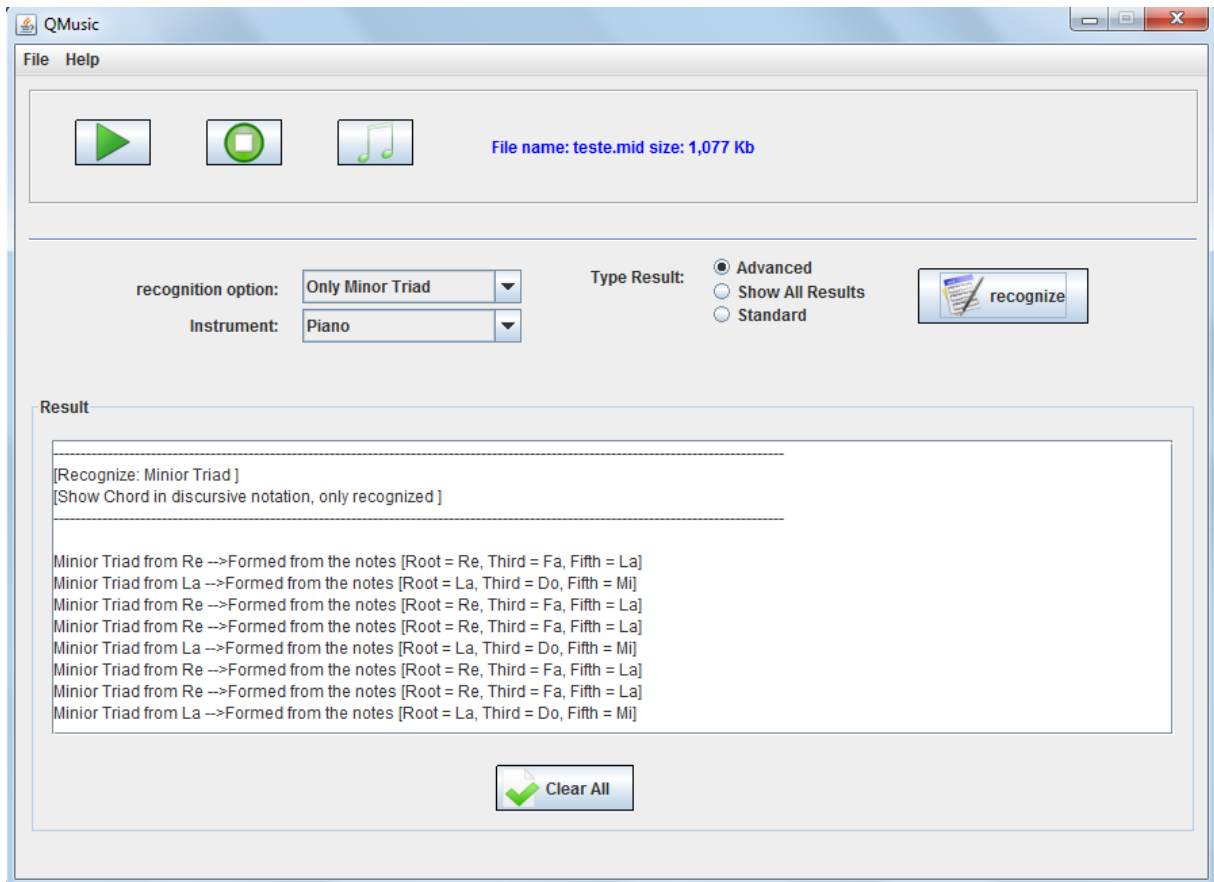 QMusic
File Help
File name: teste.mid size: 1,077 Kb
recognition option:
Only Minor Triad
Instrument:
Piano
Type Result:
Advanced
Show All Results
Standard
recognize
Result
[Recognize: Minior Triad ]
[Show Chord in discursive notation, only recognized ]
Minior Triad from Re -->Formed from the notes [Root = Re, Third = Fa, Fifth = La]
Minior Triad from La -->Formed from the notes [Root = La, Third = Do, Fifth = Mi]
Minior Triad from Re -->Formed from the notes [Root = Re, Third = Fa, Fifth = La]
Minior Triad from Re -->Formed from the notes [Root = Re, Third = Fa, Fifth = La]
Minior Triad from La -->Formed from the notes [Root = La, Third = Do, Fifth = Mi]
Minior Triad from Re -->Formed from the notes [Root = Re, Third = Fa, Fifth = La]
Minior Triad from Re -->Formed from the notes [Root = Re, Third = Fa, Fifth = La]
Minior Triad from La -->Formed from the notes [Root = La, Third = Do, Fifth = Mi]
Clear All